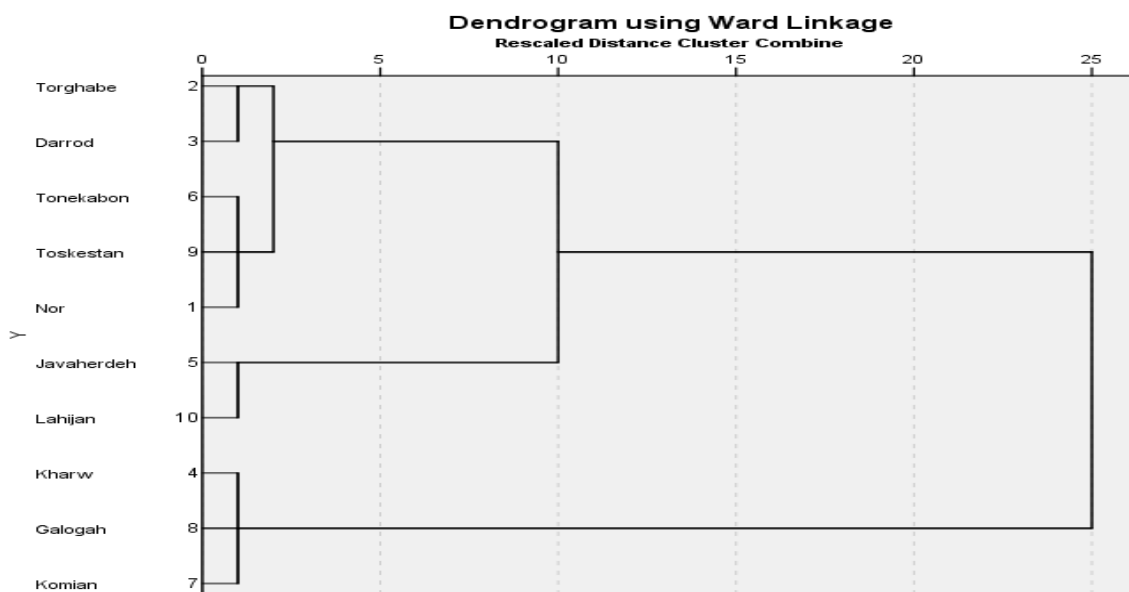 Dendrogram using Ward Linkage
Rescaled Distance Cluster Combine
0 5 10 15 20 25
Torghabe 2
Darrod 3
Tonekabon 6
Toskestan 9
Nor 1
Y
Javaherdeh 5
Lahijan 10
Kharw 4
Galogah 8
Komian 7